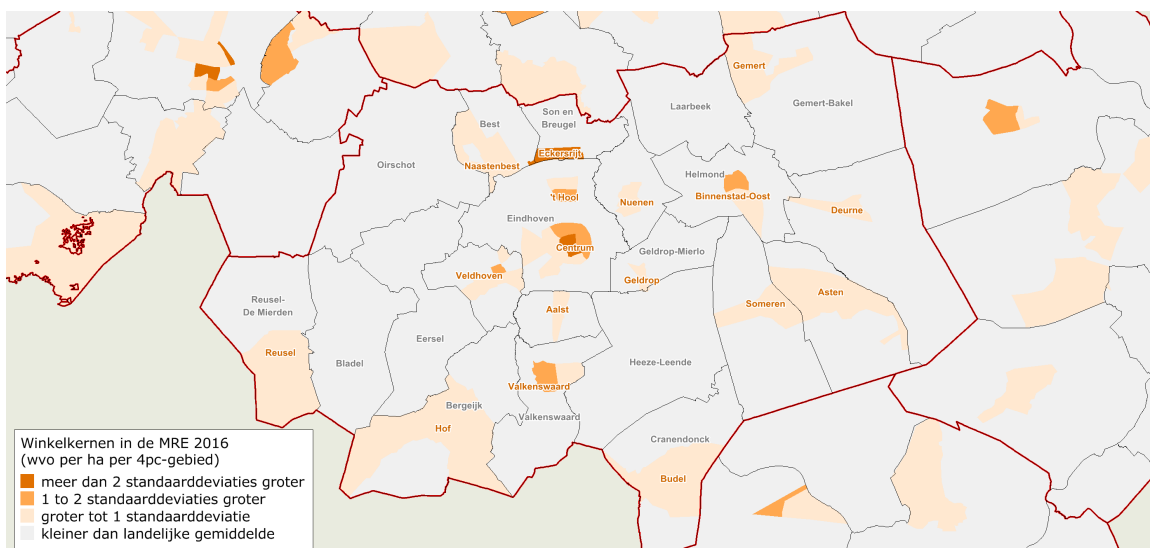 Gemert
Gemert-Bakel
Laarbeek
Son en
Breugel
Best
Eckersrijt
Oirschot
Naastenbest
Helmond
Binnenstad-Oost
't Hool
Nuenen
Deurne
Eindhoven
Centrum
Geldrop-Mierlo
Veldhoven
Geldrop
Asten
Someren
Reusel-
De Mierden
Aalst
Eersel
Reusel
Bladel
Heeze-Leende
Valkenswaard
Bergeijk
Valkenswaard
Hof
Cranendonck
Budel
Winkelkernen in de MRE 2016
(wvo per ha per 4pc-gebied)
meer dan 2 standaarddeviaties groter
1 to 2 standaarddeviaties groter
groter tot 1 standaarddeviatie
kleiner dan landelijke gemiddelde